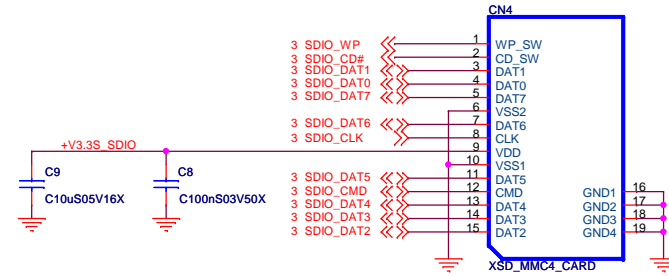 CN4
3 SDIO_WP 1 WP_SW
3 SDIO_CD# 2 CD_SW
3 SDIO_DAT1 3 DAT1
3 SDIO_DAT0 4 DAT0
3 SDIO_DAT7 5 DAT7
6 VSS2
3 SDIO_DAT6 7 DAT6
3 SDIO_CLK 8 CLK
+V3.3S_SDIO 9 VDD
10 VSS1
C9 C8
3 SDIO_DAT5 11 DAT5
3 SDIO_CMD 12 CMD GND1 16
C10uS05V16X C100nS03V50X
3 SDIO_DAT4 13 DAT4 GND2 17
3 SDIO_DAT3 14 DAT3 GND3 18
3 SDIO_DAT2 15 DAT2 GND4 19
XSD_MMC4_CARD